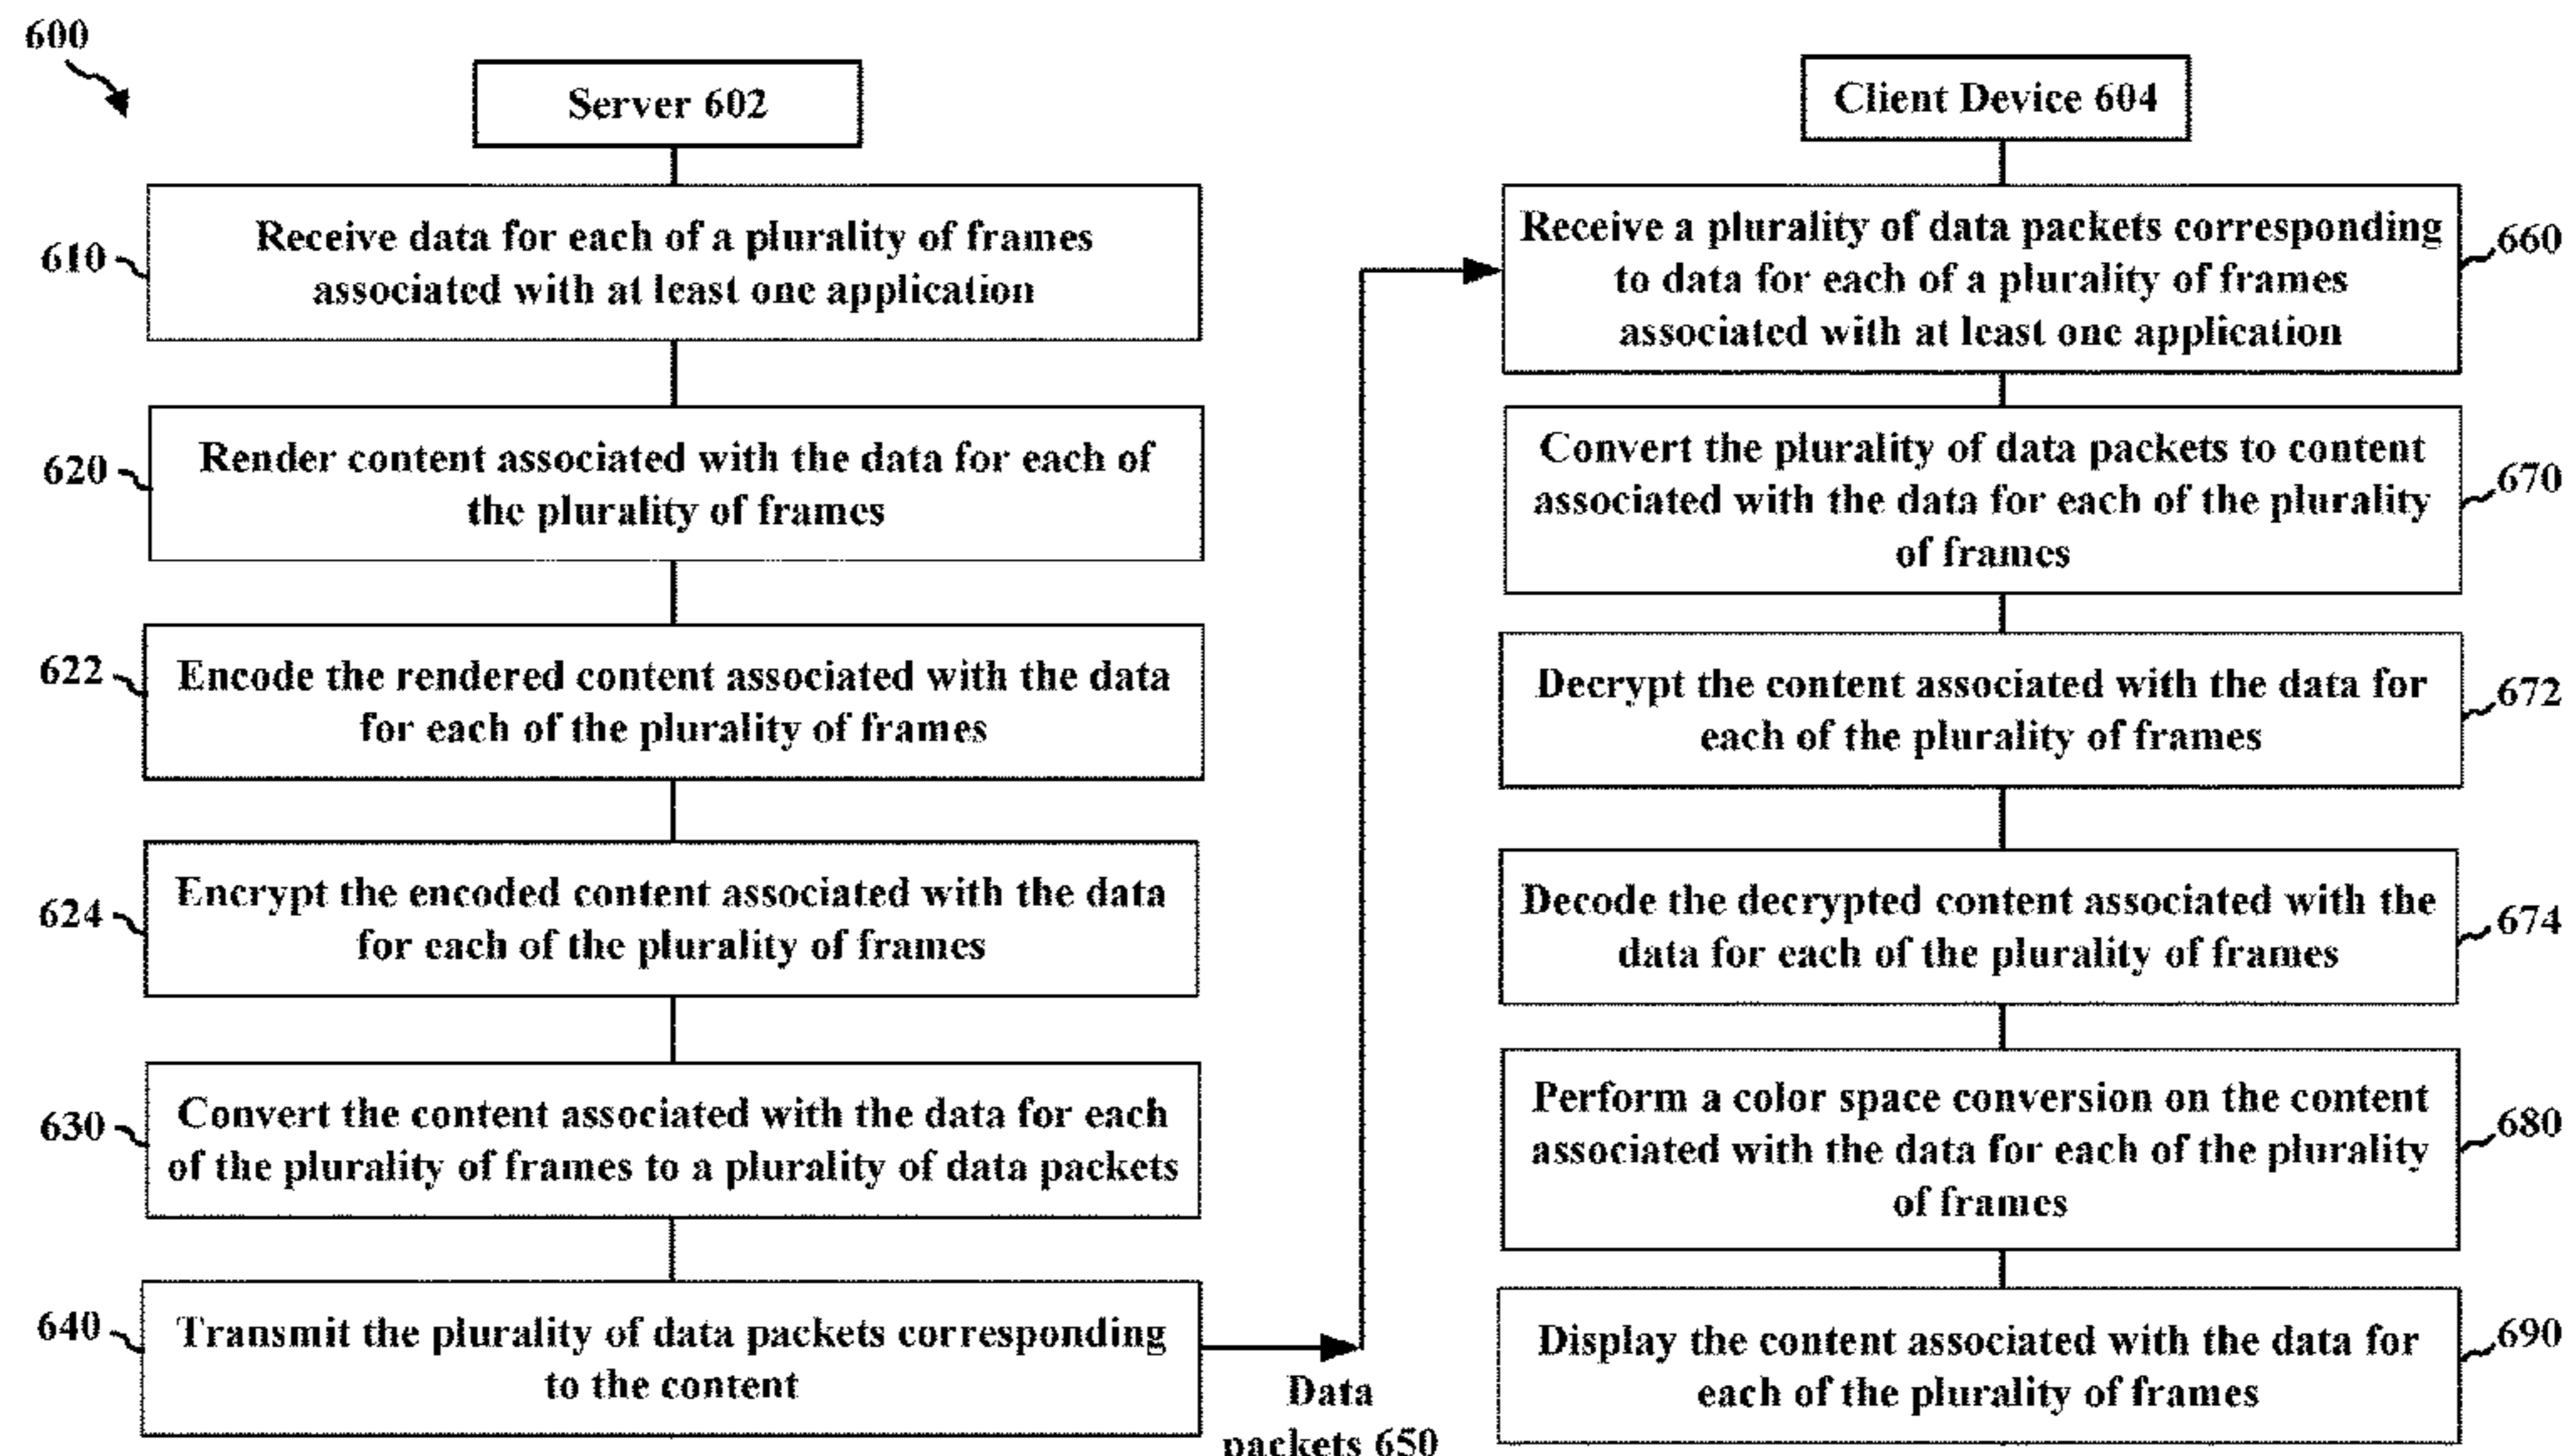 600
Server 602
610
Receive data for each of a plurality of frames
associated with at least one application
620
Render content associated with the data for each of
the plurality of frames
622
Encode the rendered content associated with the data
for each of the plurality of frames
624
Encrypt the encoded content associated with the data
for each of the plurality of frames
630
Convert the content associated with the data for each
of the plurality of frames to a plurality of data packets
640
Transmit the plurality of data packets corresponding
to the content
Data
packets 650
Client Device 604
Receive a plurality of data packets corresponding
to data for each of a plurality of frames
associated with at least one application
660
Convert the plurality of data packets to content
associated with the data for each of the plurality
of frames
670
Decrypt the content associated with the data for
each of the plurality of frames
672
Decode the decrypted content associated with the
data for each of the plurality of frames
674
Perform a color space conversion on the content
associated with the data for each of the plurality
of frames
680
Display the content associated with the data for
each of the plurality of frames
690